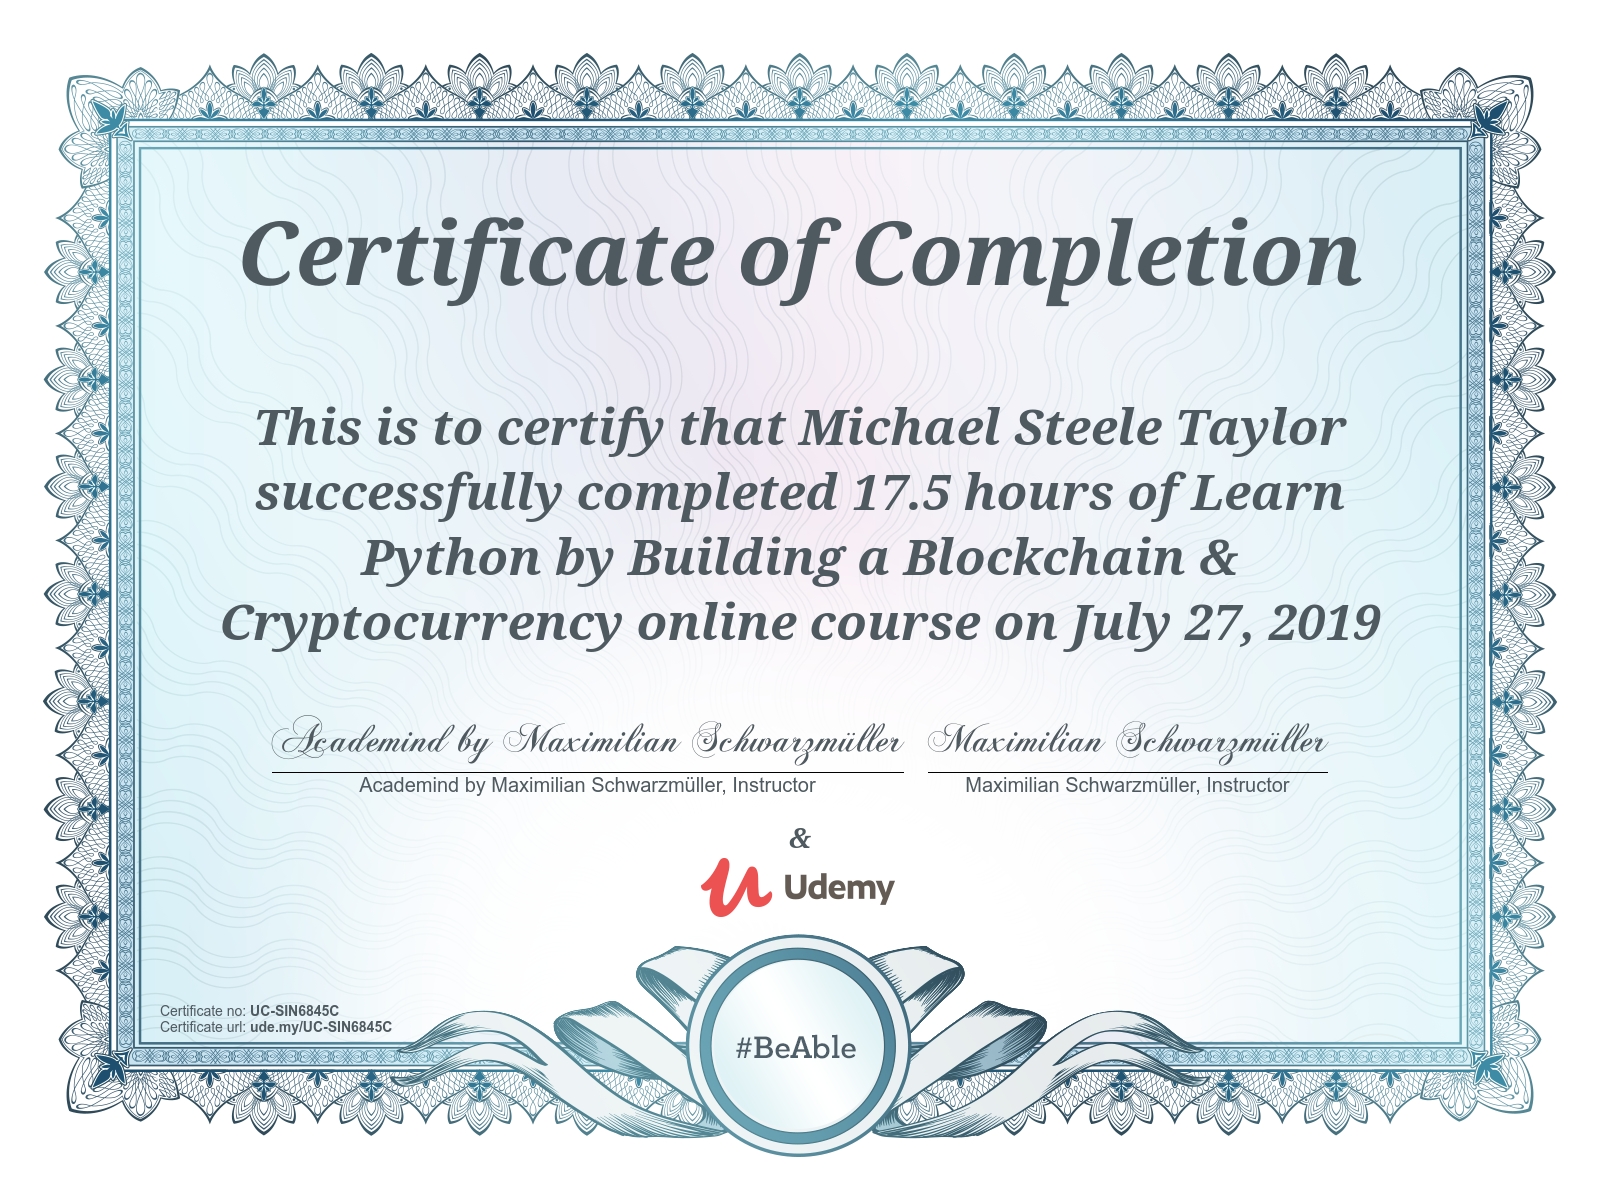 Certificate of Completion
This is to certify that Michael Steele Taylor
successfully completed 17.5 hours of Learn
Python by Building a Blockchain &
Cryptocurrency online course on July 27, 2019
Academind by Maximilian Schwarzmüller
Maximilian Schwarzmüller
Academind by Maximilian Schwarzmüller, Instructor
Maximilian Schwarzmüller, Instructor
&
Udemy
Certificate no: UC-SIN6845C
Certificate url: ude.my/UC-SIN6845C
#BeAble